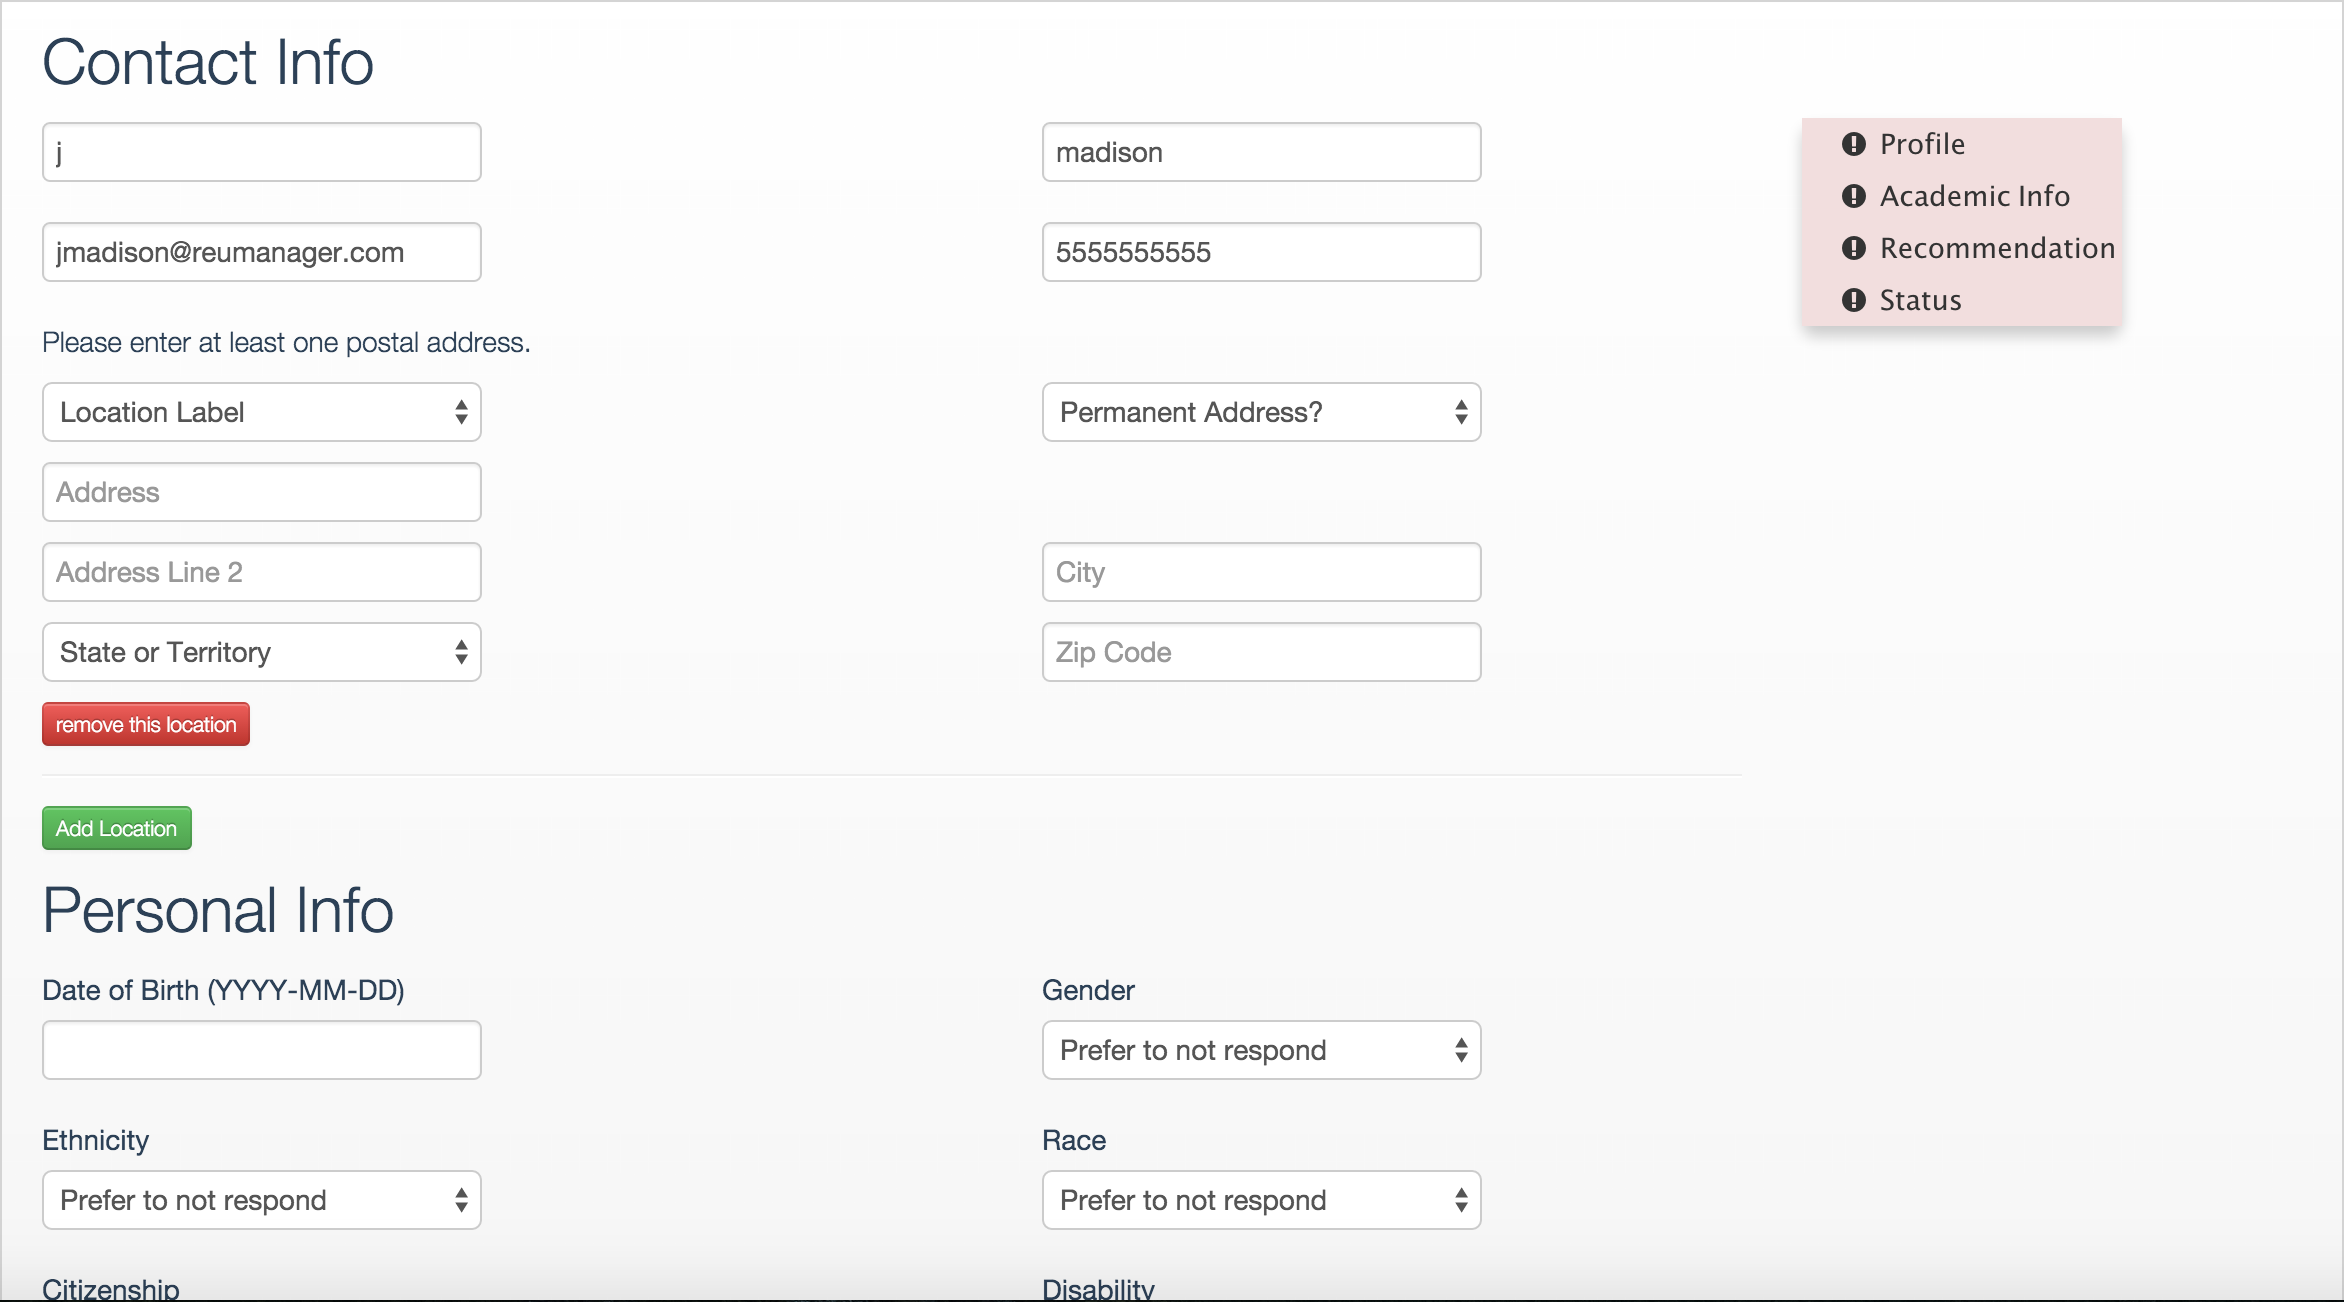 Contact Info
j
madison
jmadison@reumanager.com
5555555555
Please enter at least one postal address.
Location Label
Permanent Address?
Address
Address Line 2
City
State or Territory
Zip Code
remove this location
Add Location
Personal Info
Date of Birth (YYYY-MM-DD)
Gender
Prefer to not respond
Ethnicity
Race
Prefer to not respond
Prefer to not respond
Citizenship
Disability
Profile
Academic Info
Recommendation
Status